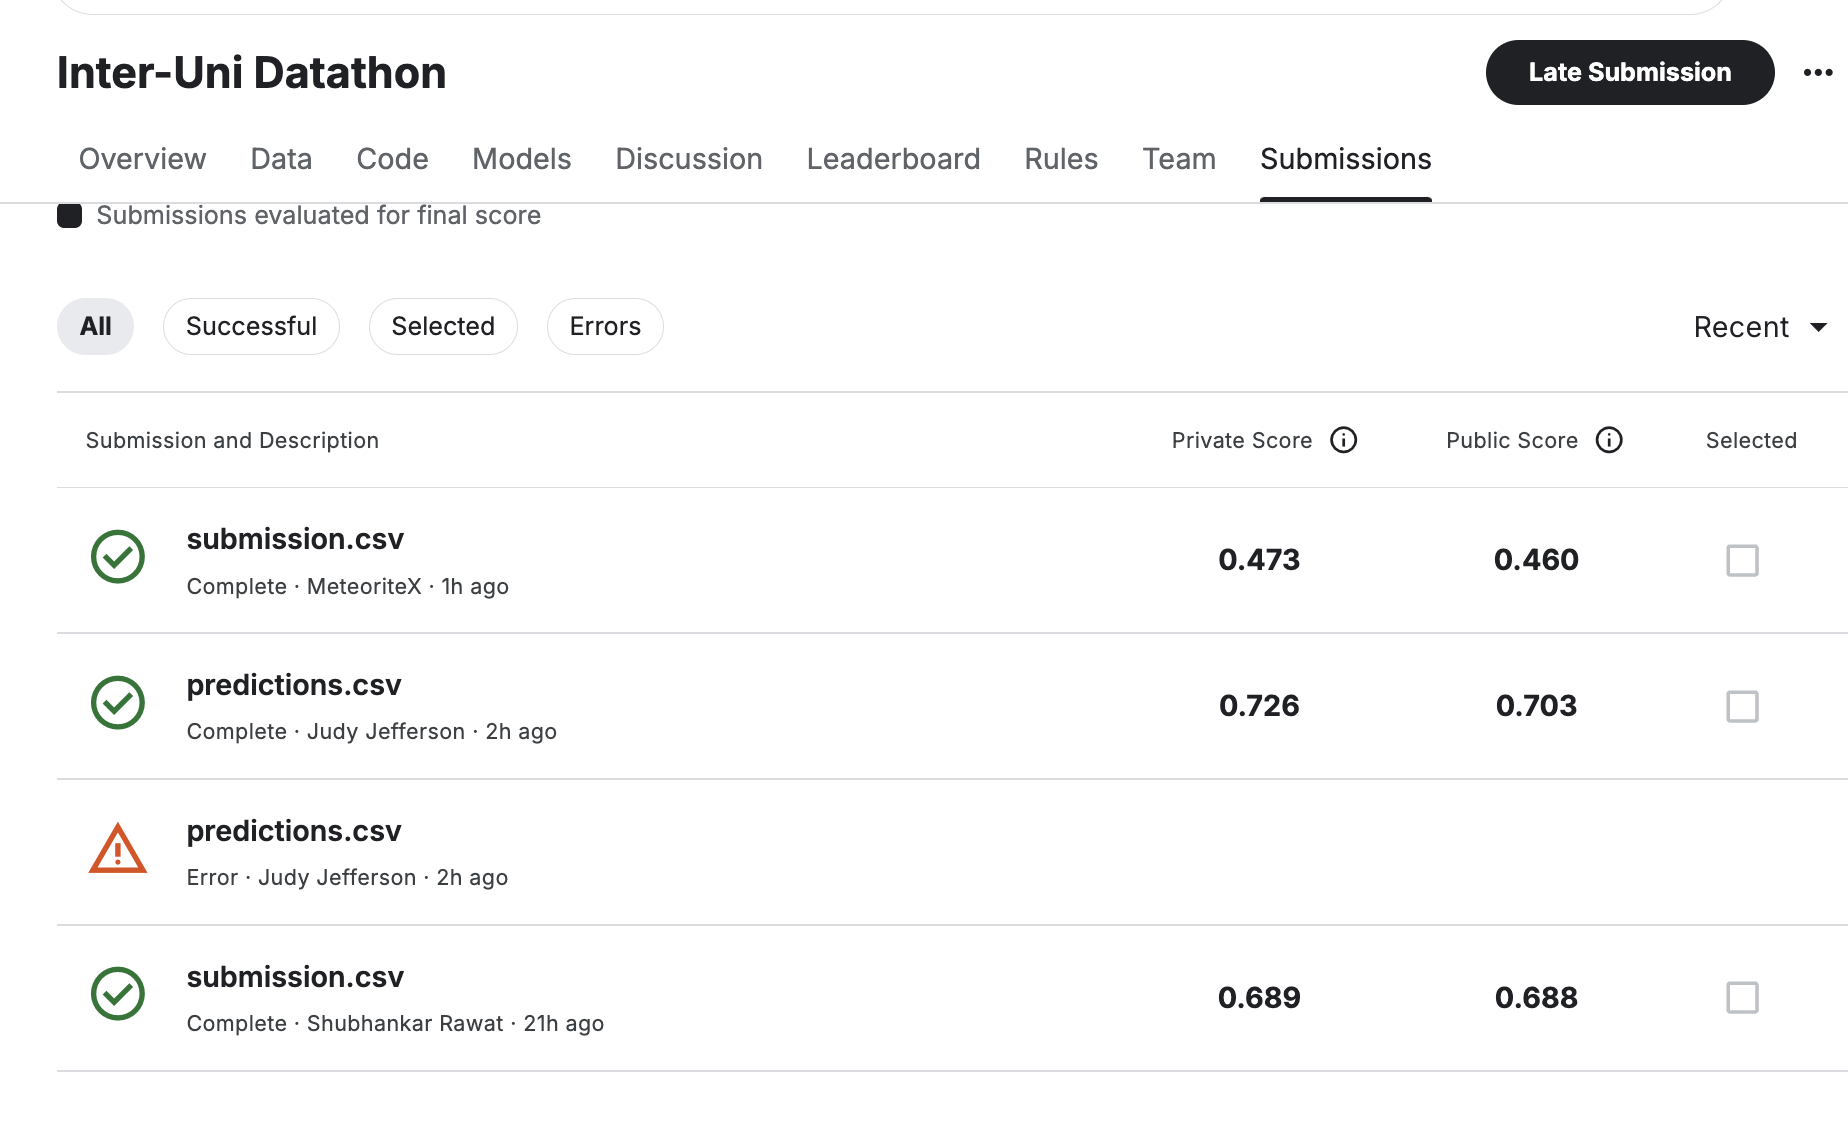 Inter-Uni Datathon
Late Submission
Overview Data Code Models Discussion Leaderboard Rules Team Submissions
Submissions evaluated for final score
All Successful Selected Errors Recent
Submission and Description Private Score Public Score Selected
submission.csv
Complete · MeteoriteX · 1h ago
0.473 0.460
predictions.csv
Complete · Judy Jefferson · 2h ago
0.726 0.703
predictions.csv
Error · Judy Jefferson · 2h ago
submission.csv
Complete · Shubhankar Rawat · 21h ago
0.689 0.688